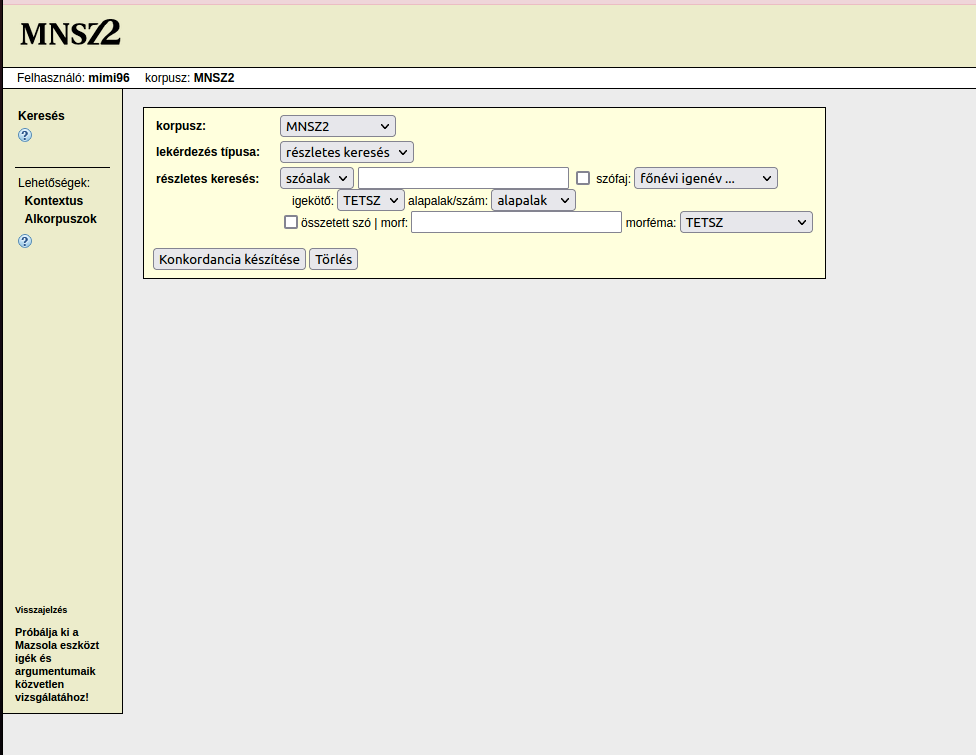 MNSZ2
Felhasználó: mimi96 korpusz: MNSZ2
Keresés
?
Lehetőségek:
Kontextus
Alkorpuszok
?
korpusz: MNSZ2
lekérdezés típusa: részletes keresés
részletes keresés: szóalak szófaj: főnévi igenév ...
igekötő: TETSZ alapalak/szám: alapalak
összetett szó | morf: morféma: TETSZ
Konkordancia készítése Törlés
Visszajelzés
Próbálja ki a
Mazsola eszközt
igék és
argumentumaik
közvetlen
vizsgálatához!